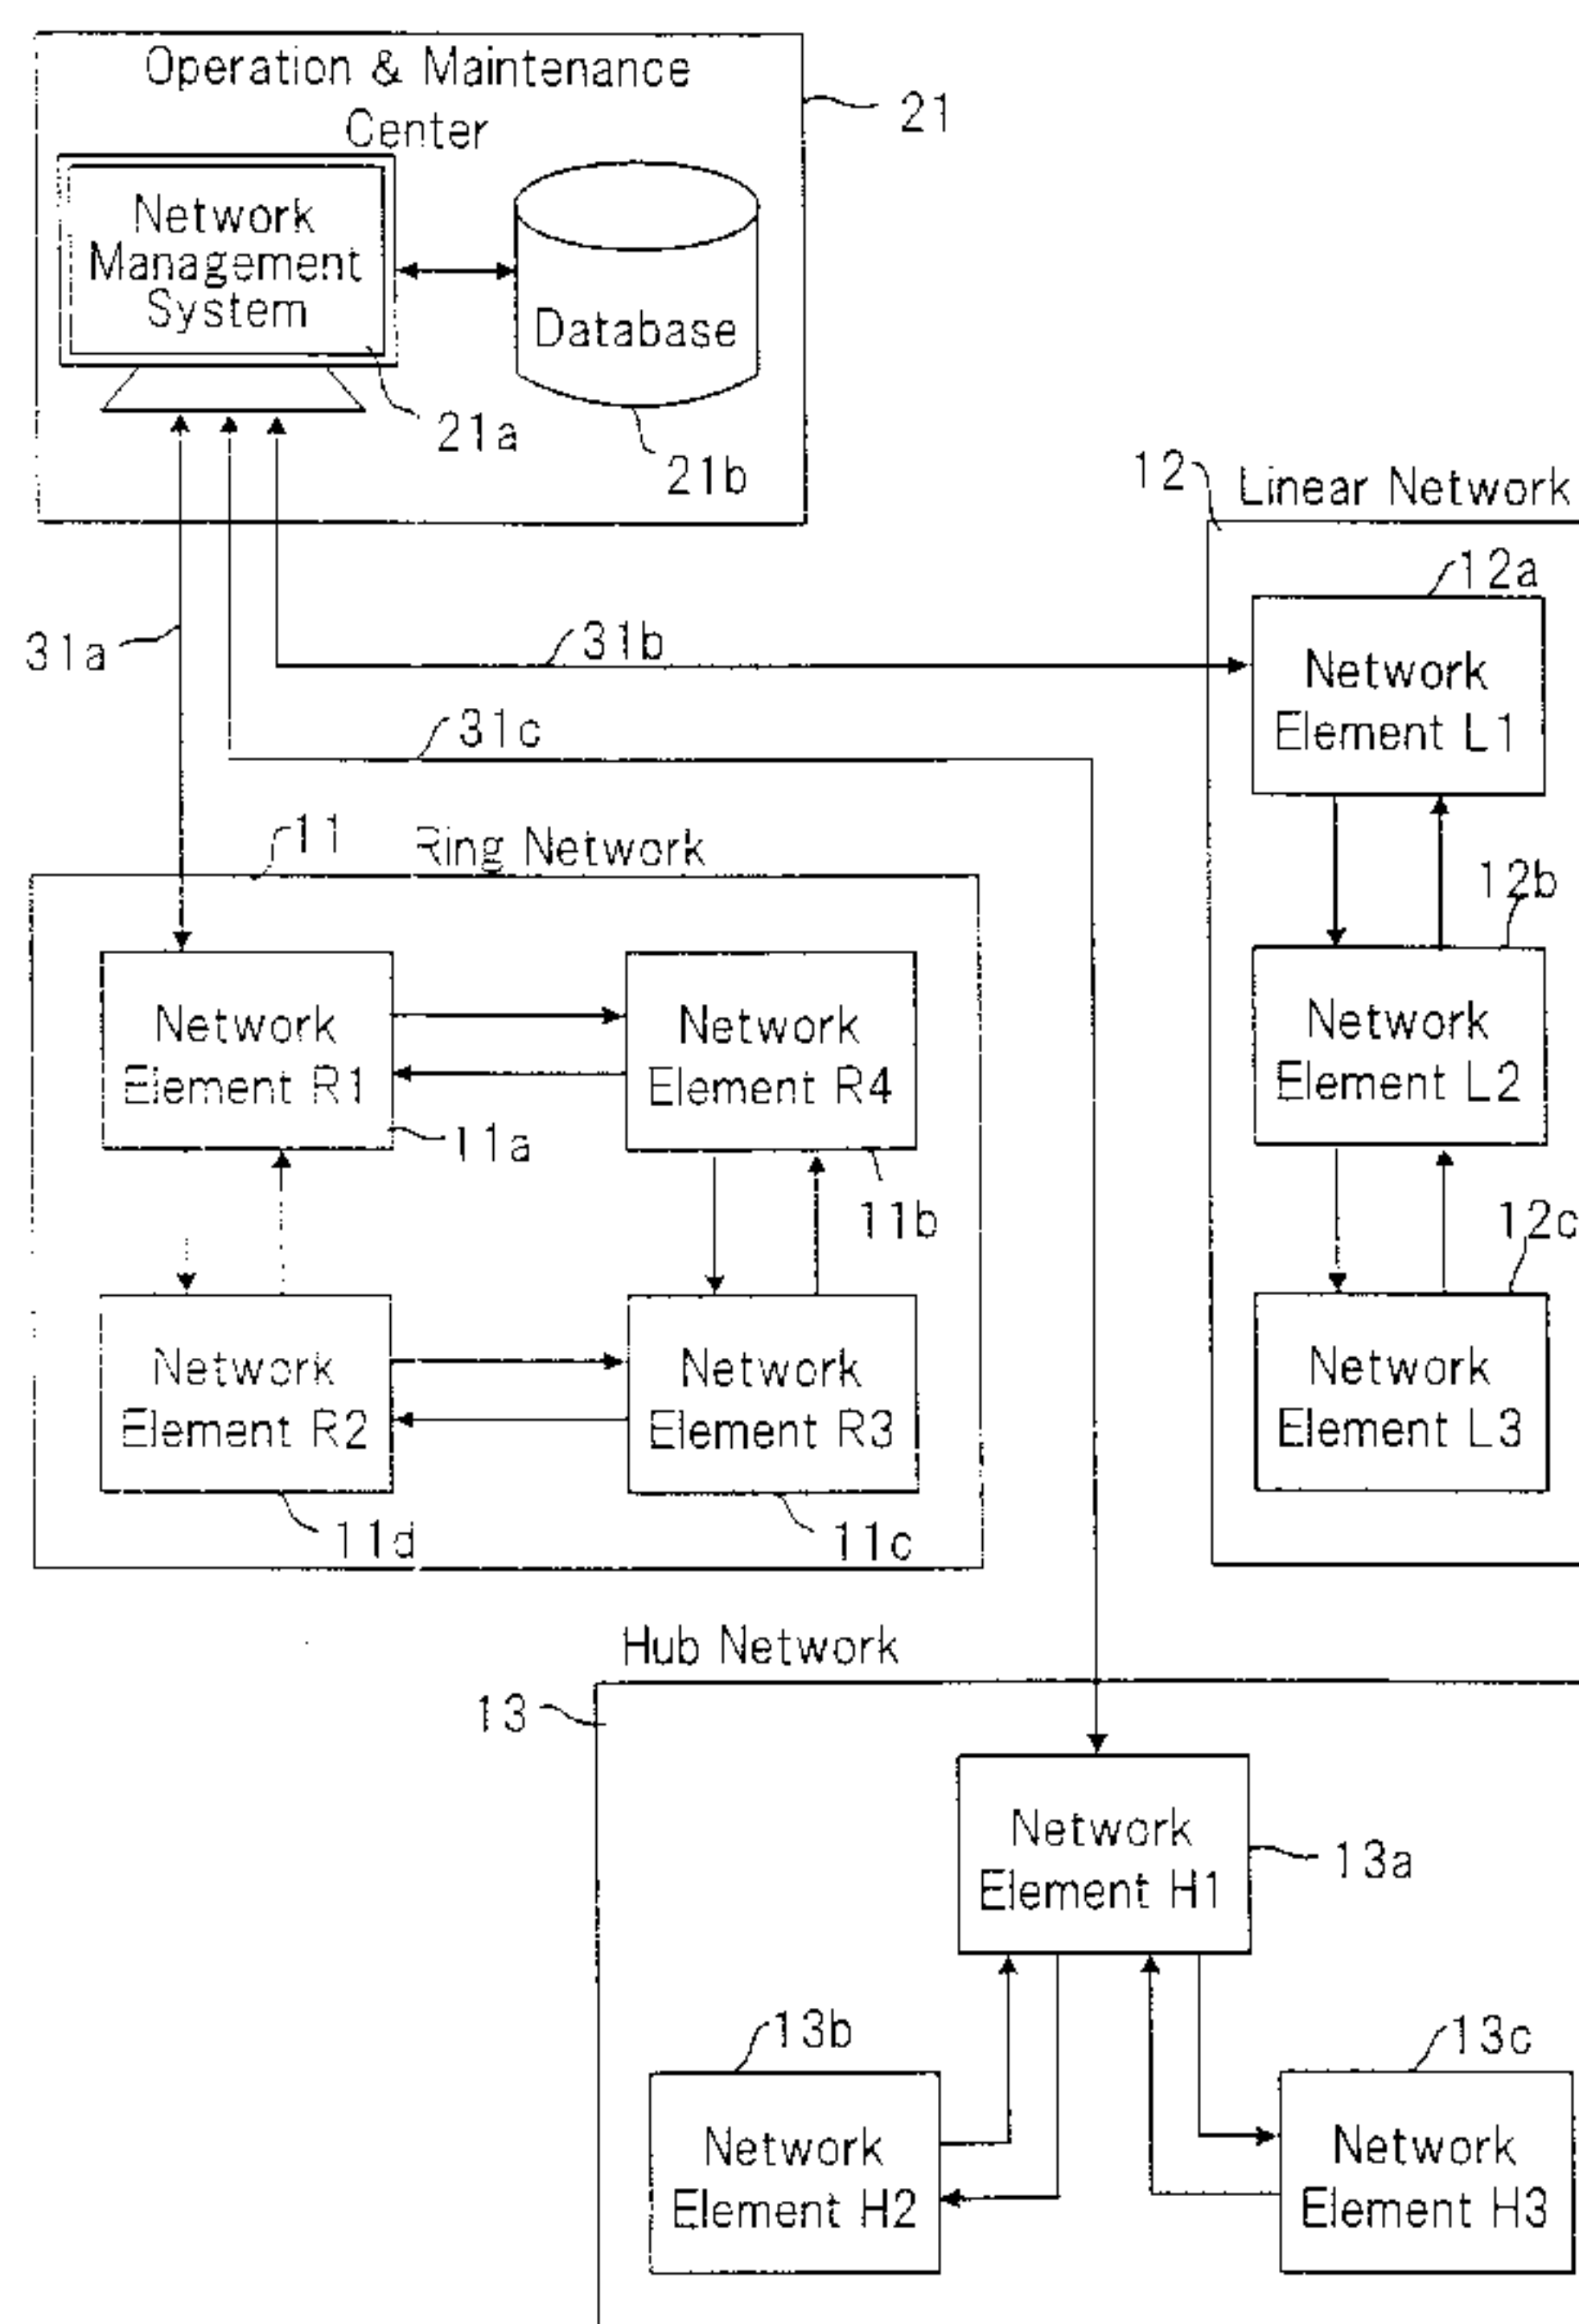 Operation & Maintenance
Center
21
Network
Management
System
Database
21a
21b
12
Linear Network
12a
Network
Element L1
31a
31b
31c
11
Ring Network
12b
Network
Element L2
Network
Element R1
11a
Network
Element R4
11b
12c
Network
Element L3
Network
Element R2
11d
Network
Element R3
11c
Hub Network
13
Network
Element H1
13a
13b
Network
Element H2
13c
Network
Element H3